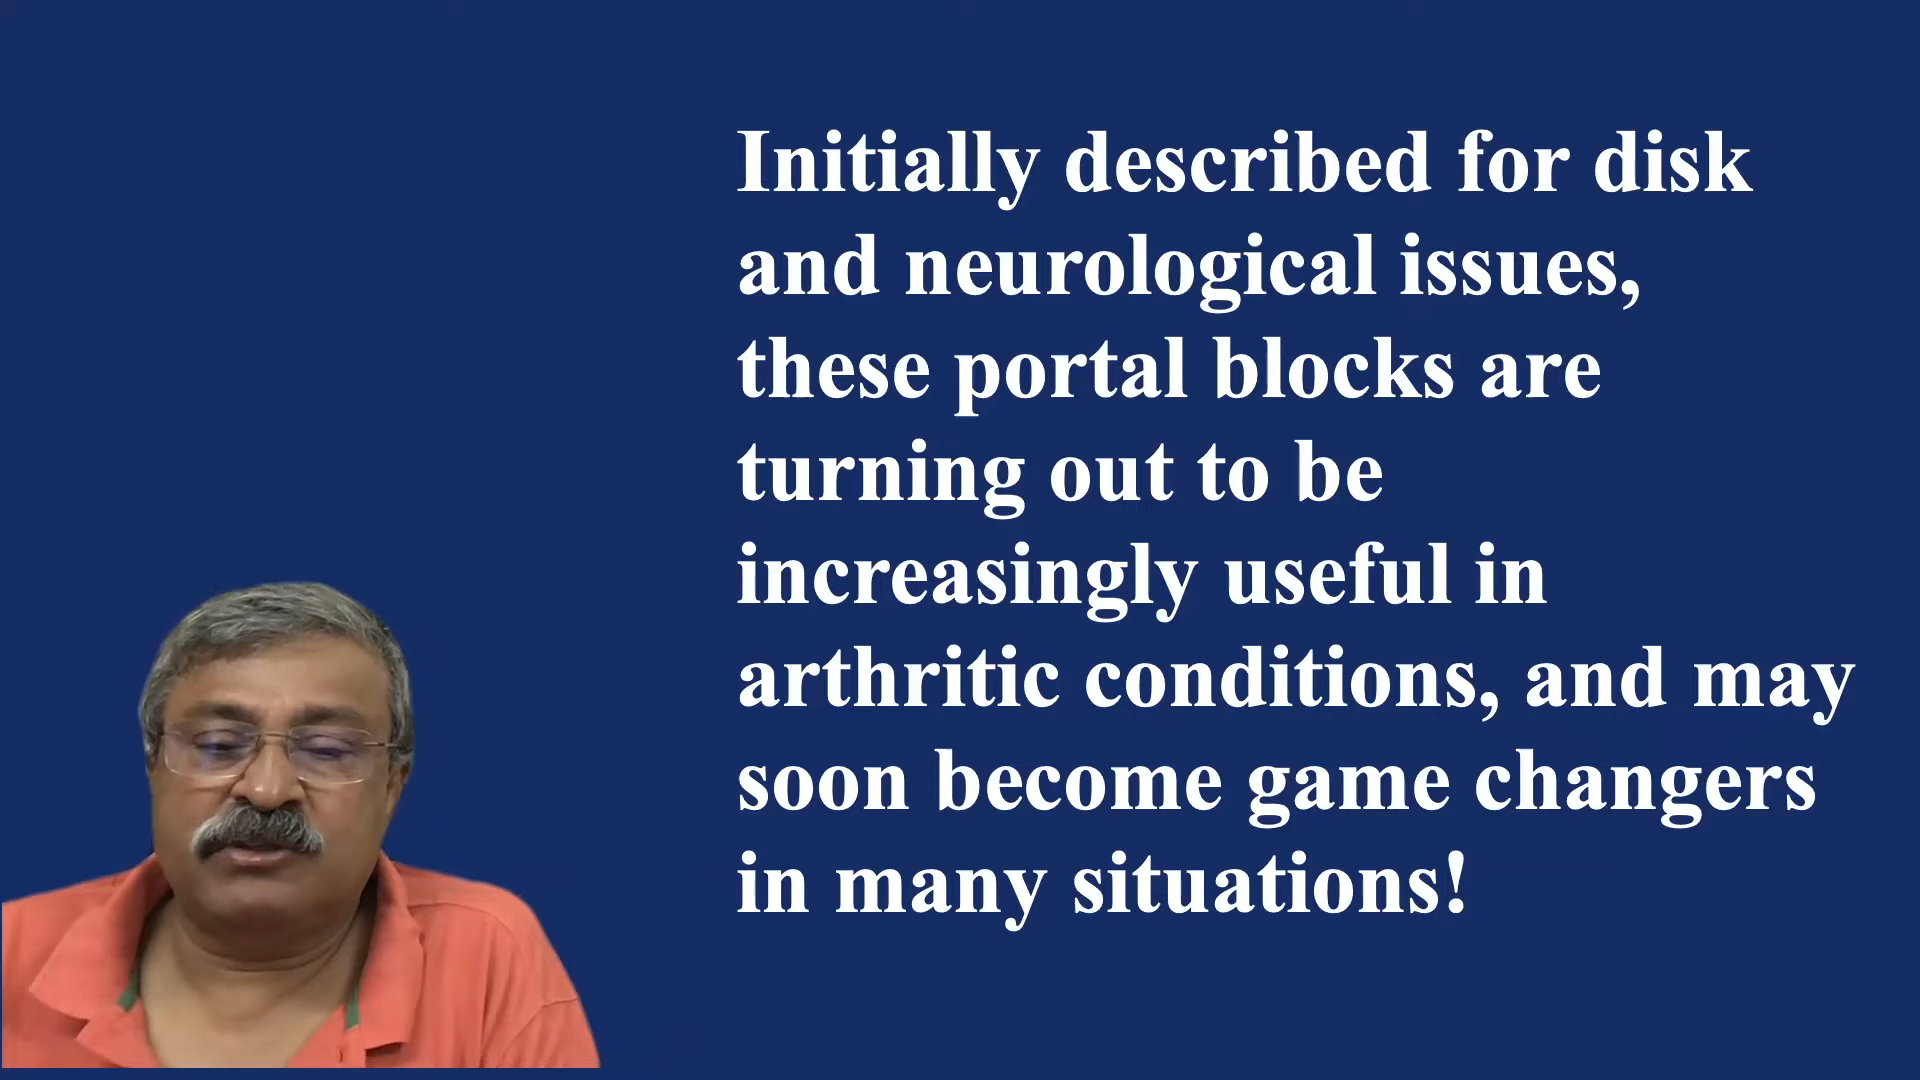 Initially described for disk
and neurological issues,
these portal blocks are
turning out to be
increasingly useful in
arthritic conditions, and may
soon become game changers
in many situations!